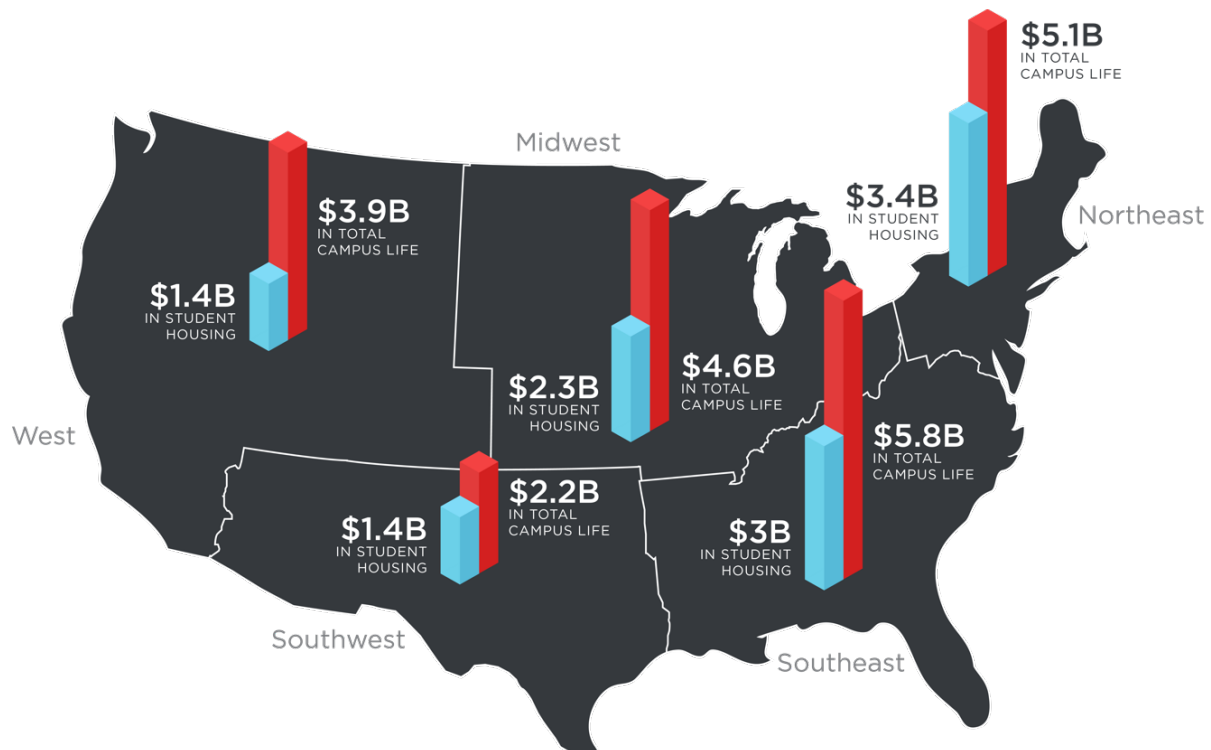 $5.1B
IN TOTAL
CAMPUS LIFE
Midwest
$3.4B
IN STUDENT
HOUSING
Northeast
$3.9B
IN TOTAL
CAMPUS LIFE
$1.4B
IN STUDENT
HOUSING
$4.6B
IN TOTAL
CAMPUS LIFE
$2.3B
IN STUDENT
HOUSING
West
$5.8B
IN TOTAL
CAMPUS LIFE
$2.2B
IN TOTAL
CAMPUS LIFE
$1.4B
IN STUDENT
HOUSING
$3B
IN STUDENT
HOUSING
Southwest
Southeast